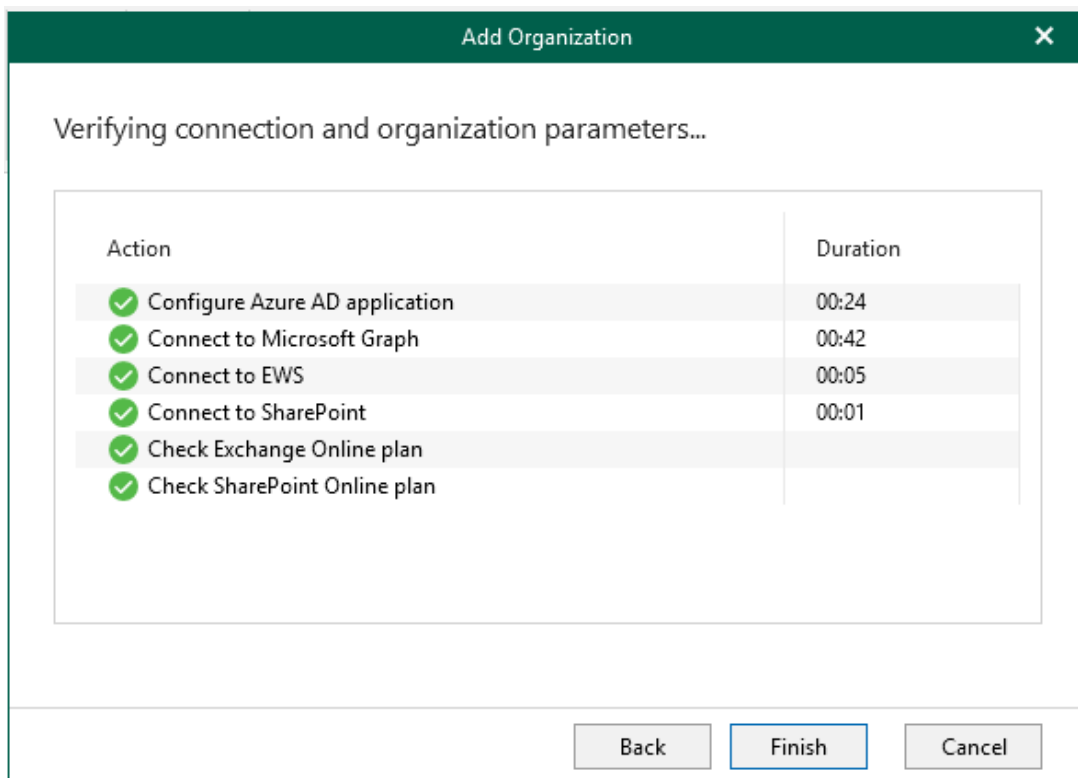 Add Organization
Verifying connection and organization parameters...
Action Duration
Configure Azure AD application 00:24
Connect to Microsoft Graph 00:42
Connect to EWS 00:05
Connect to SharePoint 00:01
Check Exchange Online plan
Check SharePoint Online plan
Back Finish Cancel